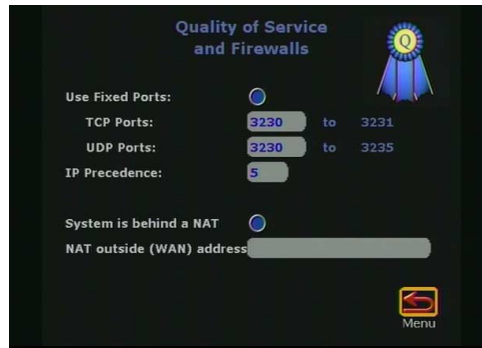 Quality of Service
and Firewalls
Q
Use Fixed Ports:
TCP Ports: 3230 to 3231
UDP Ports: 3230 to 3235
IP Precedence: 5
System is behind a NAT
NAT outside (WAN) address
Menu